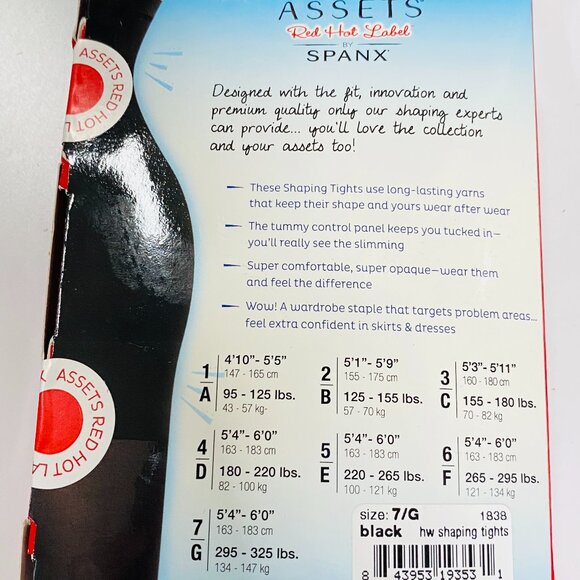 ASSETS
Red Hot Label
BY
SPANX
Designed with the fit, innovation and
premium quality only our shaping experts
can provide... you'll love the collection
and your assets too!
These Shaping Tights use long-lasting yarns
that keep their shape and yours wear after wear
The tummy control panel keeps you tucked in–
you'll really see the slimming
Super comfortable, super opaque–wear them
and feel the difference
Wow! A wardrobe staple that targets problem areas...
feel extra confident in skirts & dresses
1/A
4'10"- 5'5"
147 - 165 cm
95 - 125 lbs.
43 - 57 kg-
2/B
5'1"- 5'9"
155 - 175 cm
125 - 155 lbs.
57 - 70 kg
3/C
5'3"- 5'11"
160 - 180 cm
155 - 180 lbs.
70 - 82 kg
4/D
5'4"- 6'0"
163 - 183 cm
180 - 220 lbs.
82 - 100 kg
5/E
5'4"- 6'0"
163 - 183 cm
220 - 265 lbs.
100 - 121 kg
6/F
5'4"- 6'0"
163 - 183 cm
265 - 295 lbs.
121 - 134 kg
7/G
5'4"- 6'0"
163 - 183 cm
295 - 325 lbs.
134 - 147 kg
size: 7/G 1838
black hw shaping tights
8 43953 19353 1
ASSETS RED HOT LA
ASSETS RED HOT LA